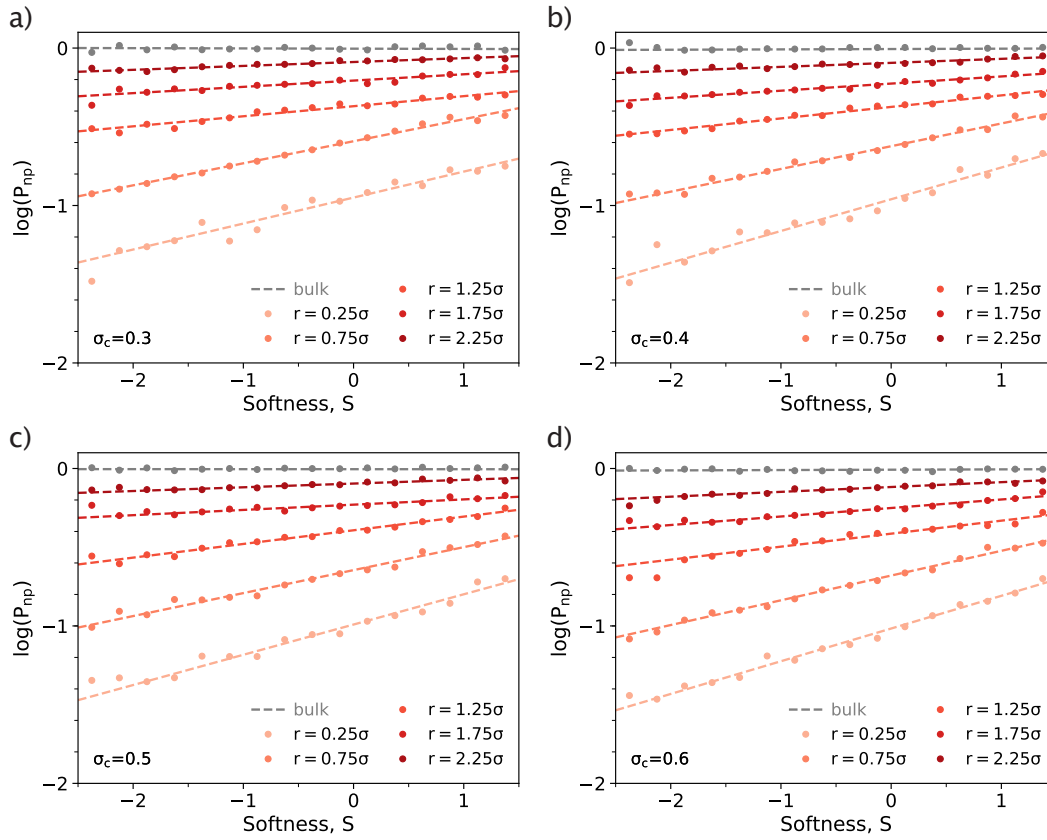 a)
0
−1
−2
log(P_np)
−2
−1
0
1
Softness, S
bulk
r = 0.25σ
r = 0.75σ
r = 1.25σ
r = 1.75σ
r = 2.25σ
σ_c=0.3
b)
0
−1
−2
log(P_np)
−2
−1
0
1
Softness, S
bulk
r = 0.25σ
r = 0.75σ
r = 1.25σ
r = 1.75σ
r = 2.25σ
σ_c=0.4
c)
0
−1
−2
log(P_np)
−2
−1
0
1
Softness, S
bulk
r = 0.25σ
r = 0.75σ
r = 1.25σ
r = 1.75σ
r = 2.25σ
σ_c=0.5
d)
0
−1
−2
log(P_np)
−2
−1
0
1
Softness, S
bulk
r = 0.25σ
r = 0.75σ
r = 1.25σ
r = 1.75σ
r = 2.25σ
σ_c=0.6